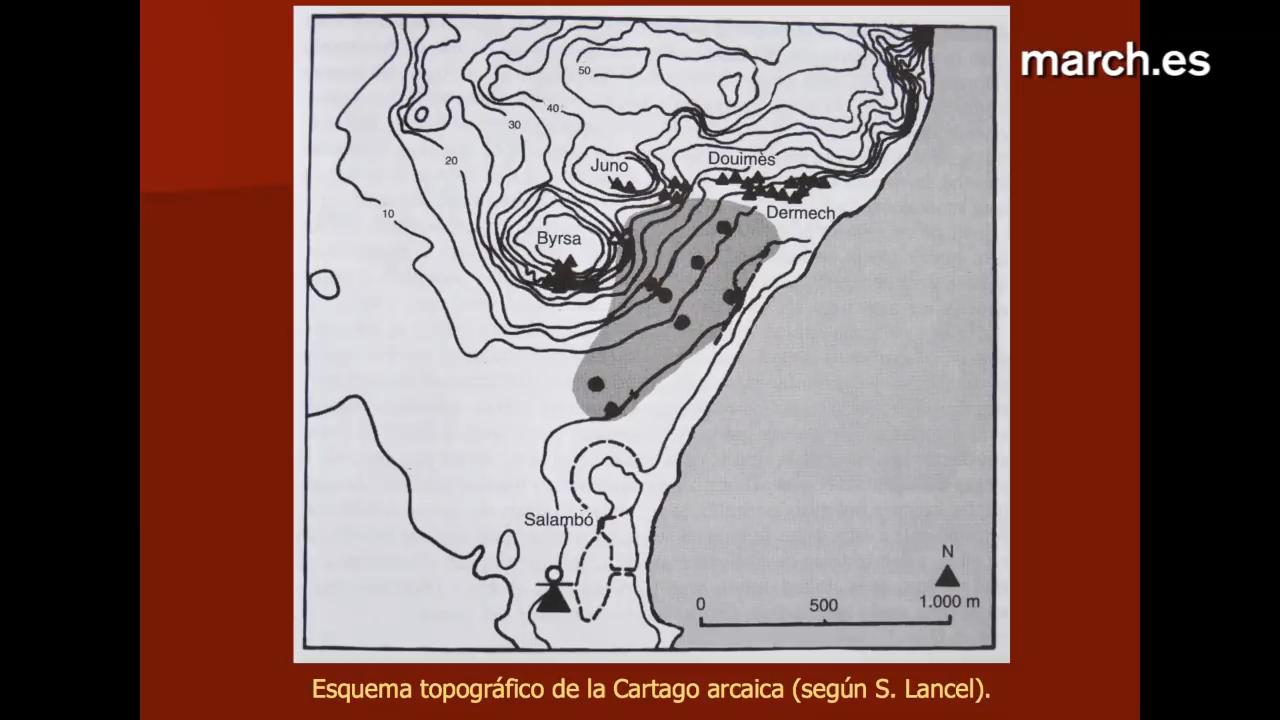 march.es
50
40
30
20
10
Juno
Douimès
Dermech
Byrsa
Salambó
N
0 500 1.000 m
Esquema topográfico de la Cartago arcaica (según S. Lancel).